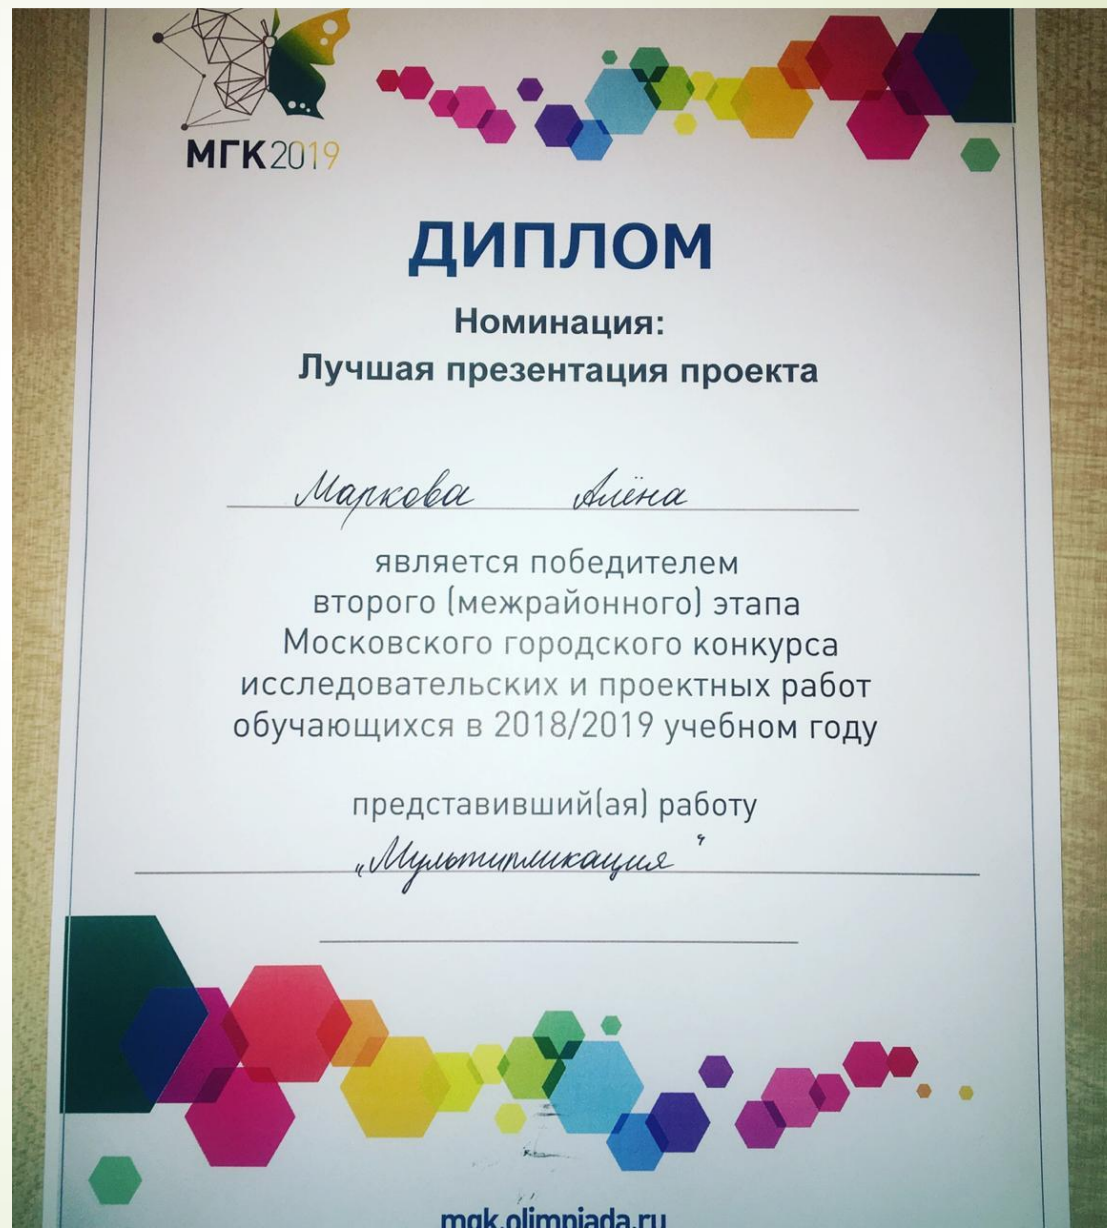 МГК2019
ДИПЛОМ
Номинация:
Лучшая презентация проекта
Маркова Алёна
является победителем
второго (межрайонного) этапа
Московского городского конкурса
исследовательских и проектных работ
обучающихся в 2018/2019 учебном году
представивший(ая) работу
„Мультипликация“
mgk.olimpiada.ru